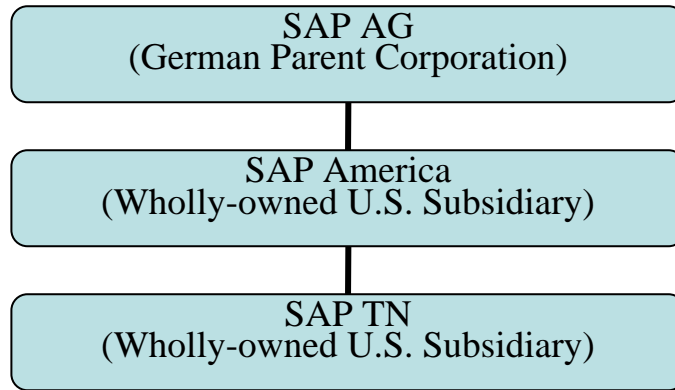 SAP AG
(German Parent Corporation)
SAP America
(Wholly-owned U.S. Subsidiary)
SAP TN
(Wholly-owned U.S. Subsidiary)